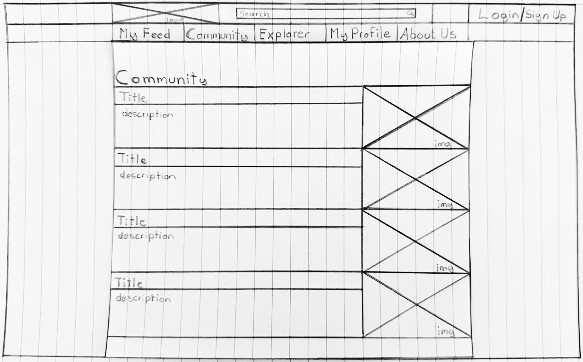 Search
Login/Sign Up
My Feed Community Explorer My Profile About Us
Community
Title
description
img
Title
description
img
Title
description
img
Title
description
img